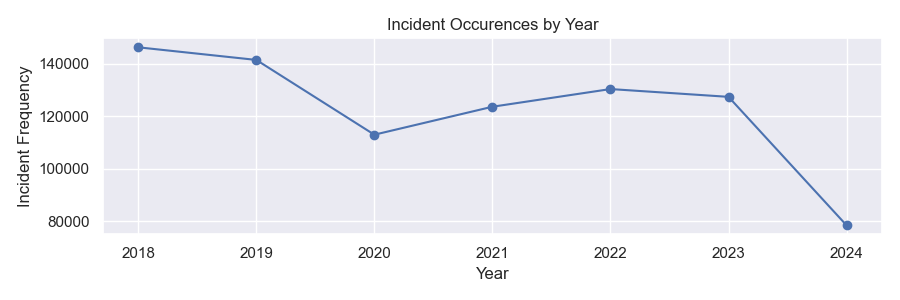 Incident Occurences by Year
Incident Frequency
140000
120000
100000
80000
2018 2019 2020 2021 2022 2023 2024
Year